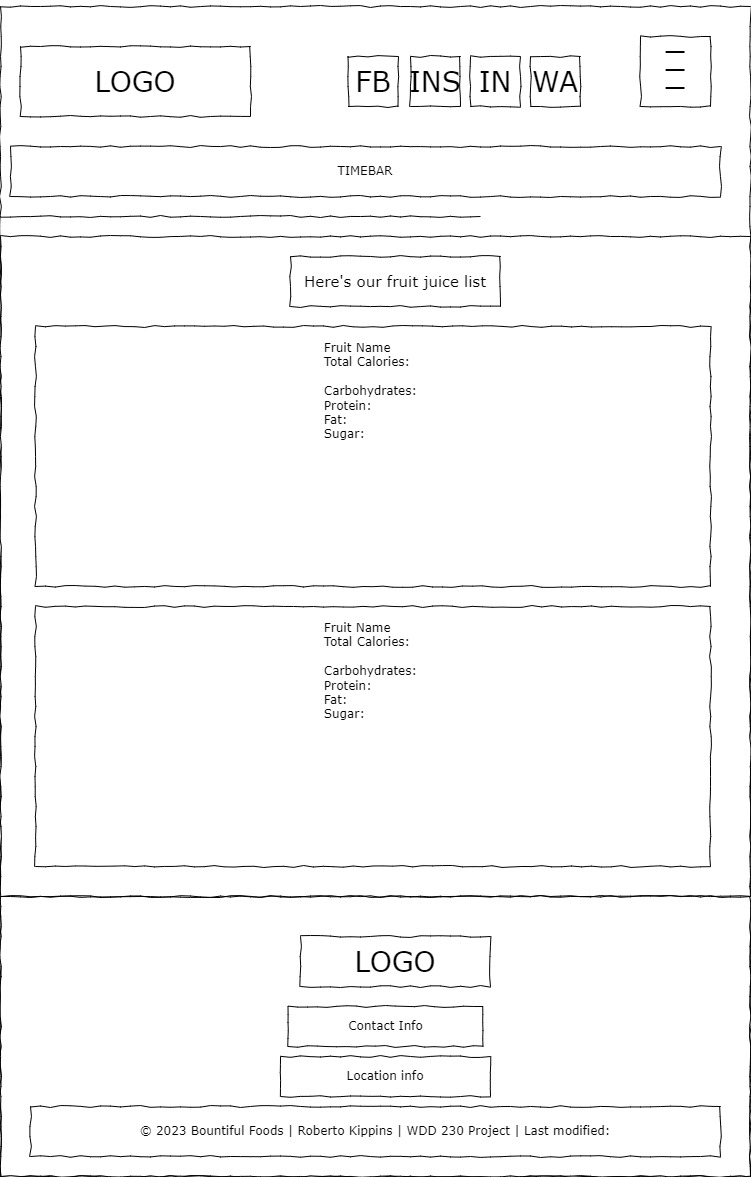 LOGO
FB INS IN WA
TIMEBAR
Here's our fruit juice list
Fruit Name
Total Calories:
Carbohydrates:
Protein:
Fat:
Sugar:
Fruit Name
Total Calories:
Carbohydrates:
Protein:
Fat:
Sugar:
LOGO
Contact Info
Location info
© 2023 Bountiful Foods | Roberto Kippins | WDD 230 Project | Last modified: